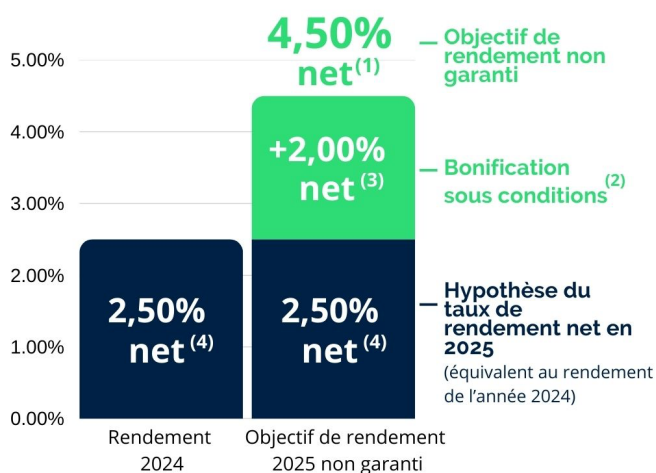 5.00%
4.00%
3.00%
2.00%
1.00%
0.00%
4,50%
net(1)
+2,00%
net (3)
2,50%
net (4)
2,50%
net (4)
Objectif de
rendement non
garanti
Bonification
sous conditions(2)
Hypothèse du
taux de
rendement net en
2025
(équivalent au rendement
de l'année 2024)
Rendement
2024
Objectif de rendement
2025 non garanti